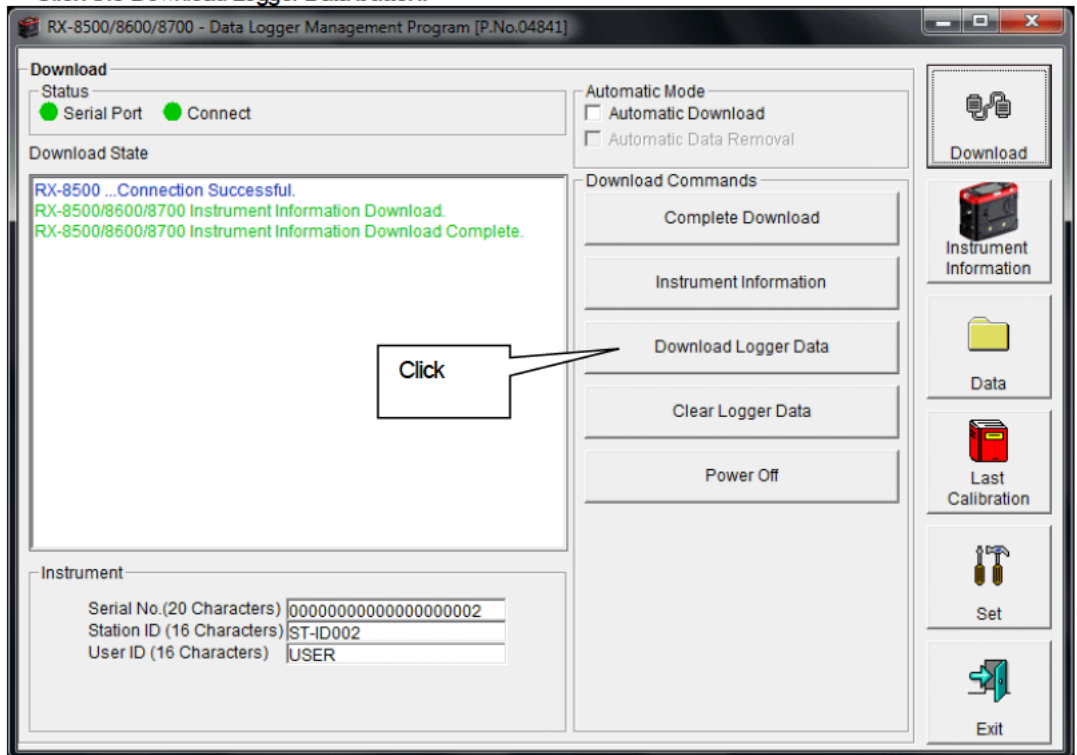 RX-8500/8600/8700 - Data Logger Management Program [P.No.04841]
Download
Status
Serial Port
Connect
Download State
RX-8500 ...Connection Successful.
RX-8500/8600/8700 Instrument Information Download.
RX-8500/8600/8700 Instrument Information Download Complete.
Click
Instrument
Serial No.(20 Characters) 00000000000000000002
Station ID (16 Characters) ST-ID002
User ID (16 Characters) USER
Automatic Mode
Automatic Download
Automatic Data Removal
Download Commands
Complete Download
Instrument Information
Download Logger Data
Clear Logger Data
Power Off
Download
Instrument
Information
Data
Last
Calibration
Set
Exit